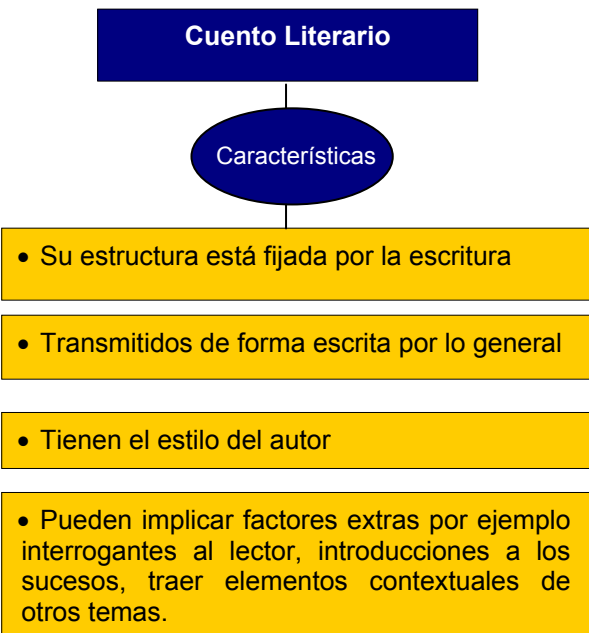 Cuento Literario
Características
• Su estructura está fijada por la escritura
• Transmitidos de forma escrita por lo general
• Tienen el estilo del autor
• Pueden implicar factores extras por ejemplo
interrogantes al lector, introducciones a los
sucesos, traer elementos contextuales de
otros temas.